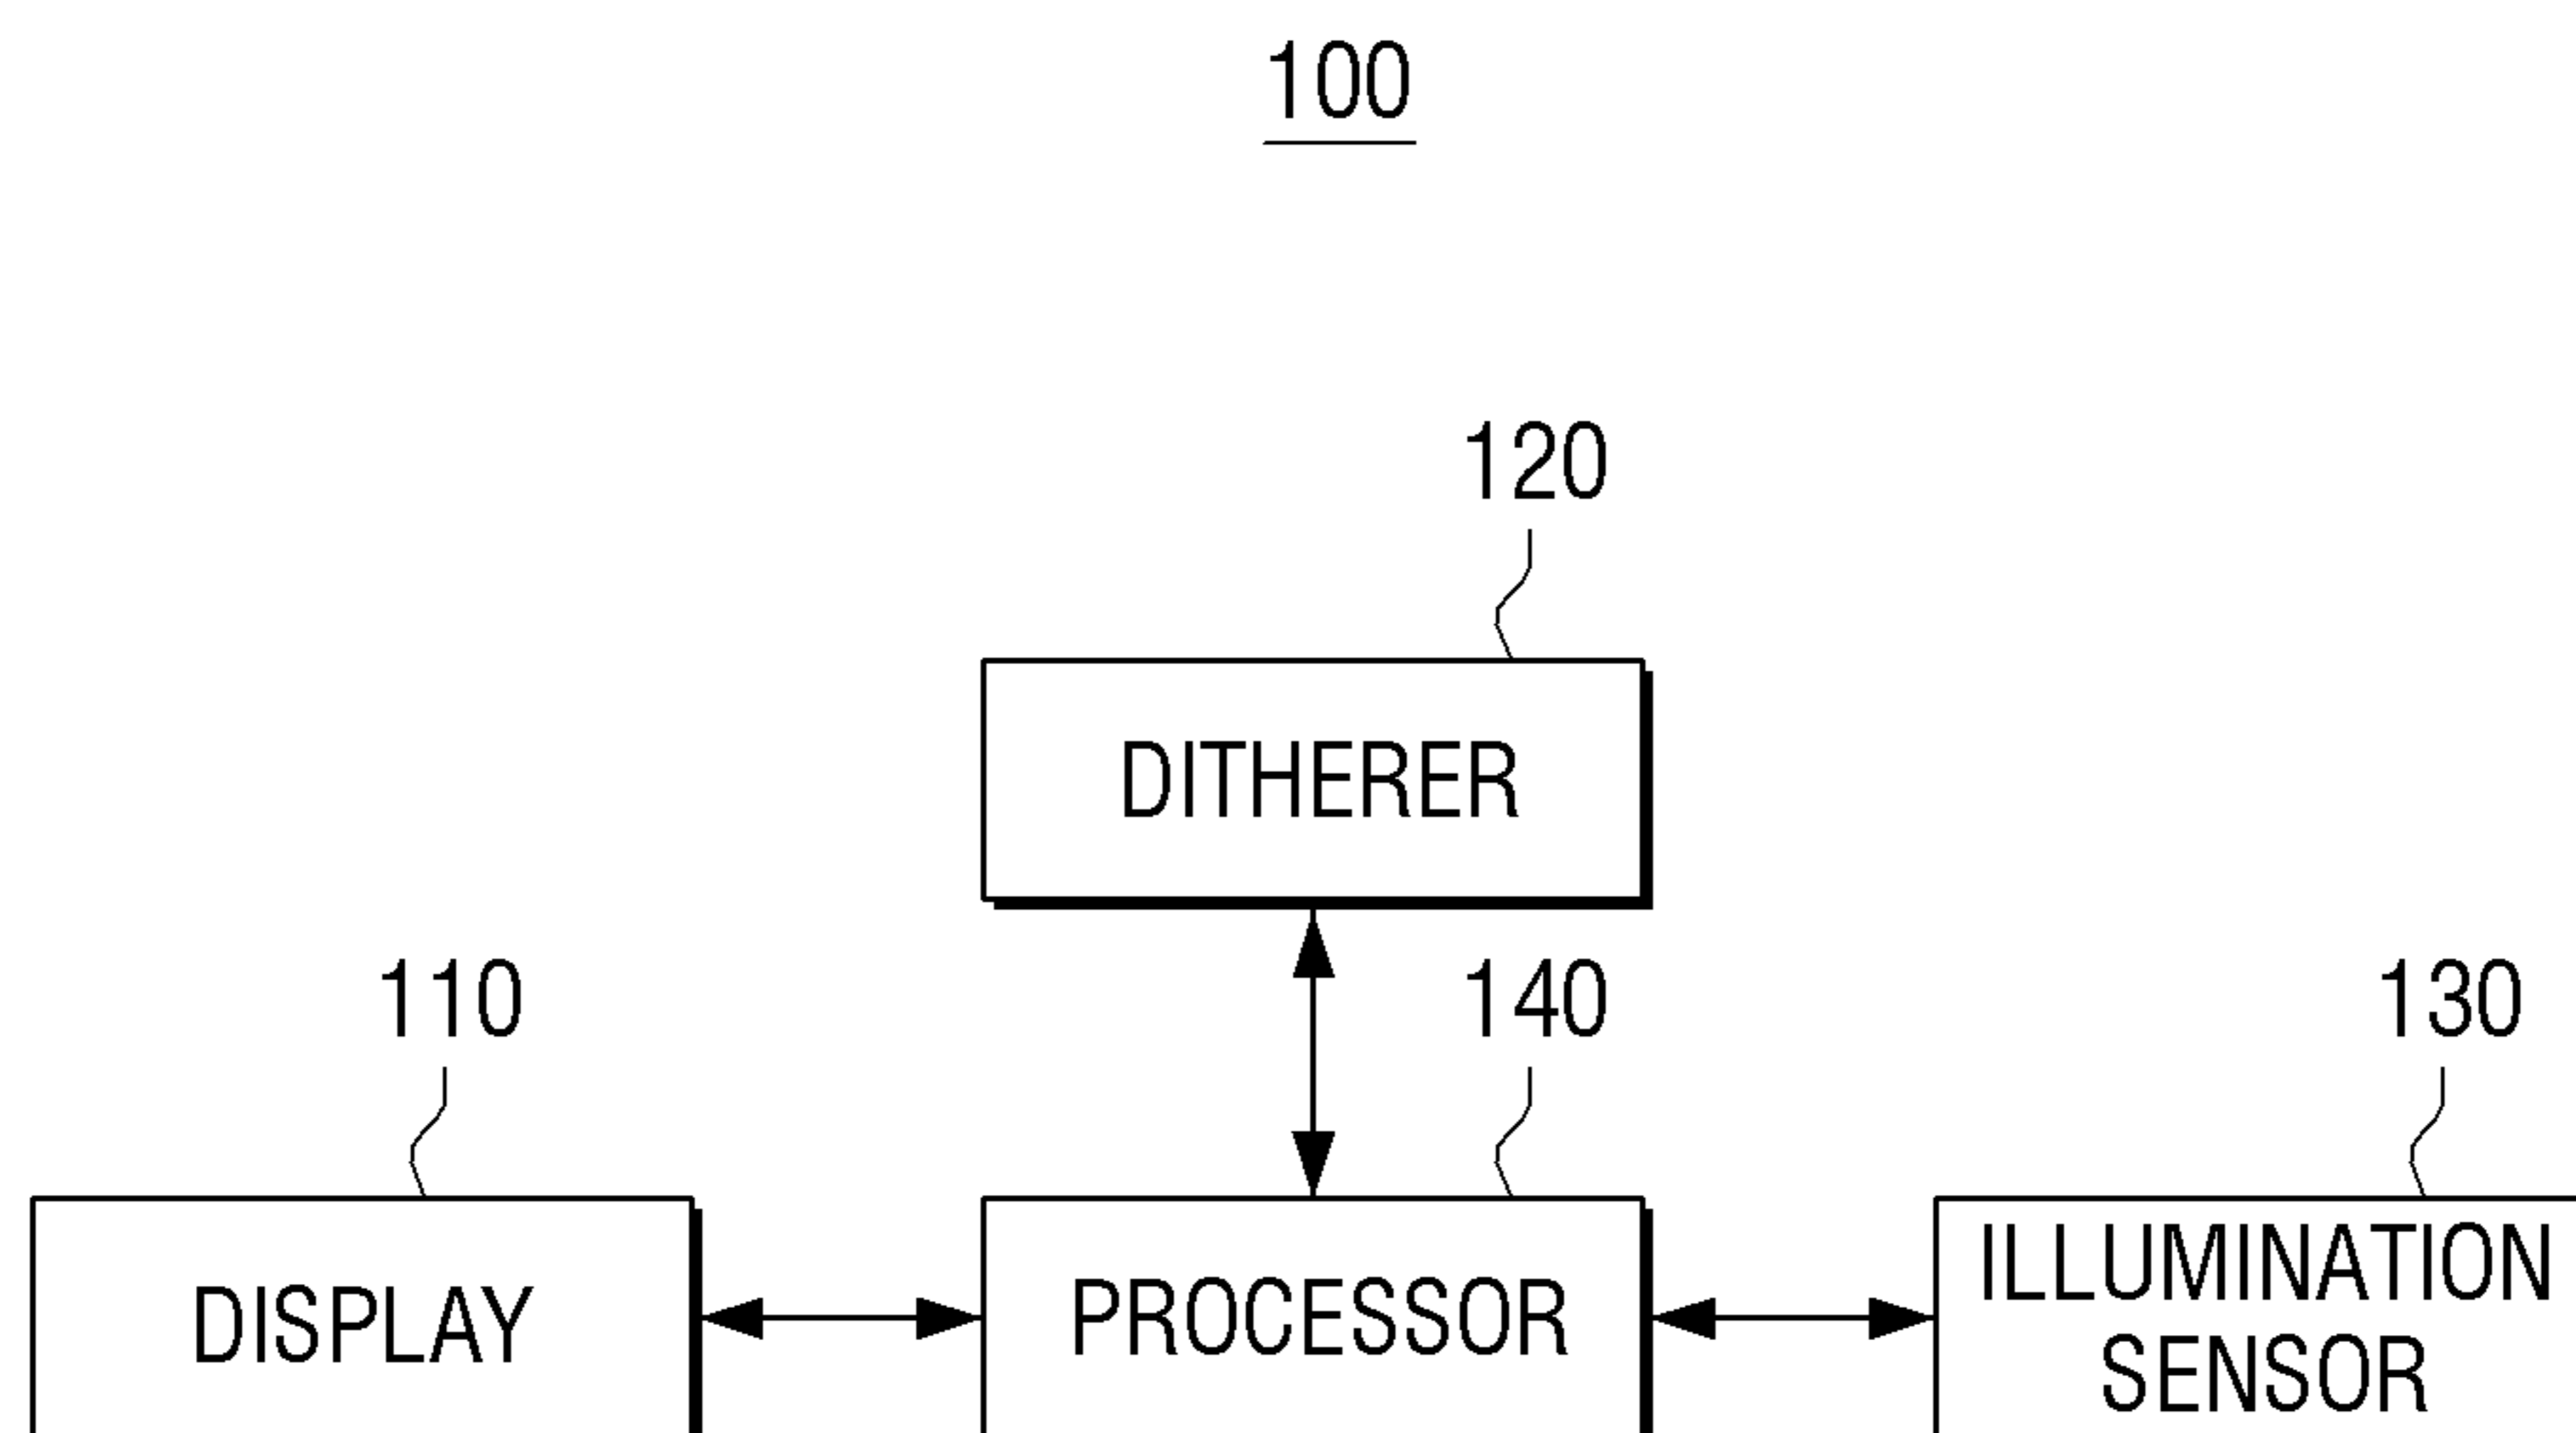 100
120
DITHERER
110
140
130
DISPLAY
PROCESSOR
ILLUMINATION
SENSOR